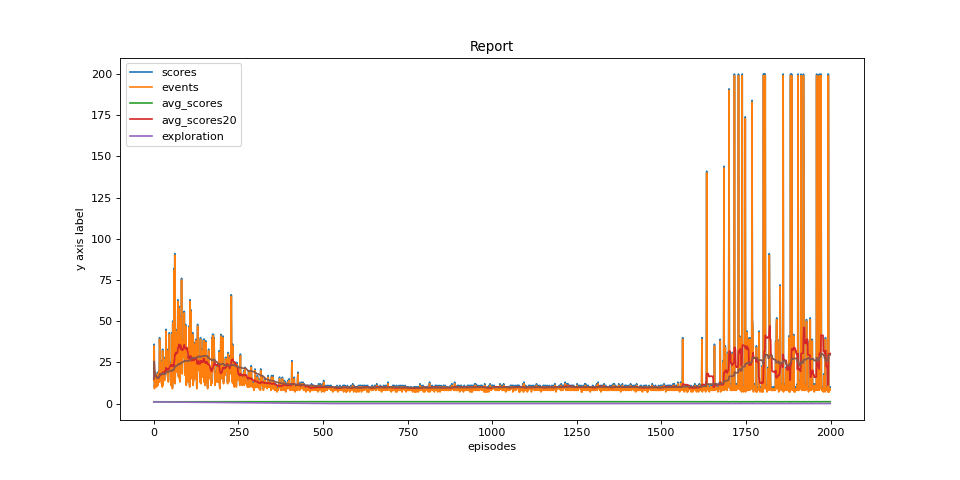 Report
scores
events
avg_scores
avg_scores20
exploration
200
175
150
125
100
75
50
25
0
y axis label
0
250
500
750
1000
1250
1500
1750
2000
episodes